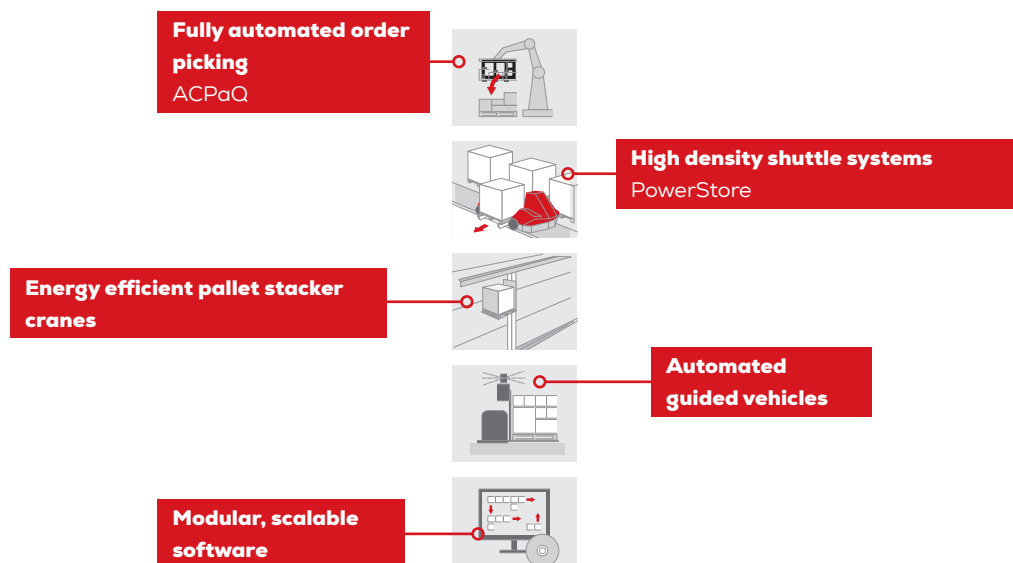 Fully automated order
picking
ACPaQ
High density shuttle systems
PowerStore
Energy efficient pallet stacker
cranes
Automated
guided vehicles
Modular, scalable
software